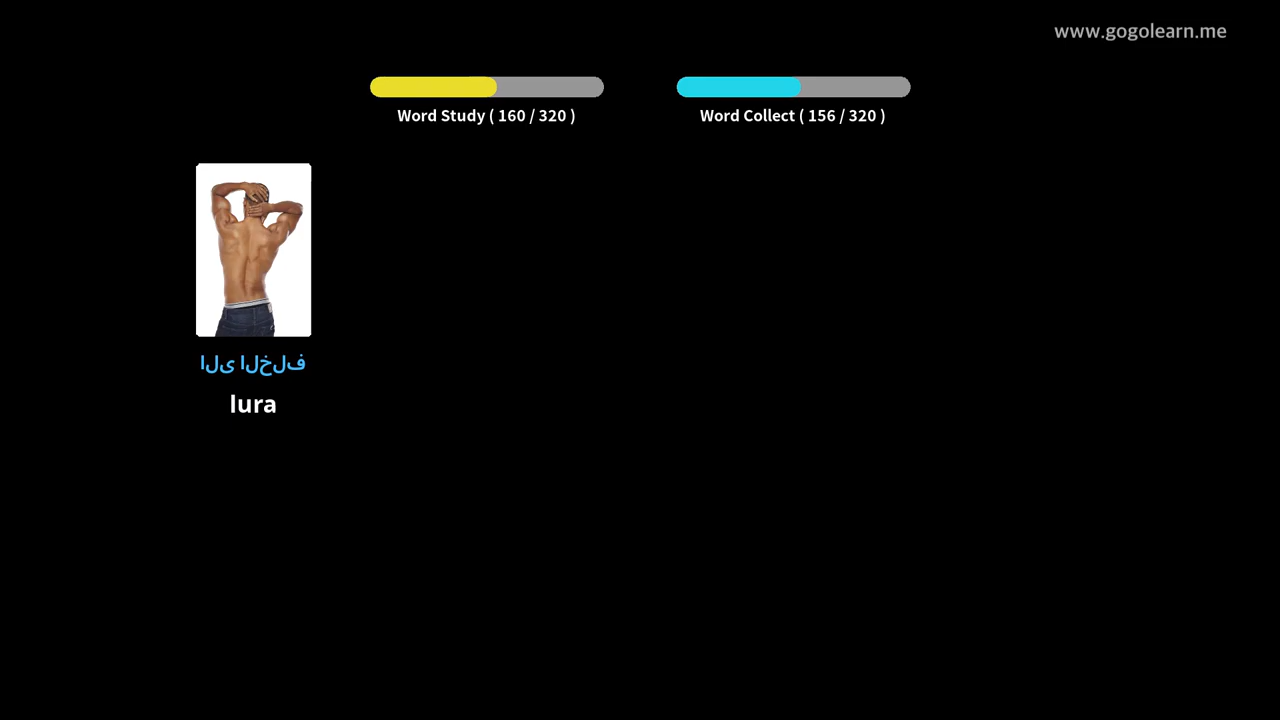 www.gogolearn.me
Word Study ( 160 / 320 )
Word Collect ( 156 / 320 )
الى الخلف
lura